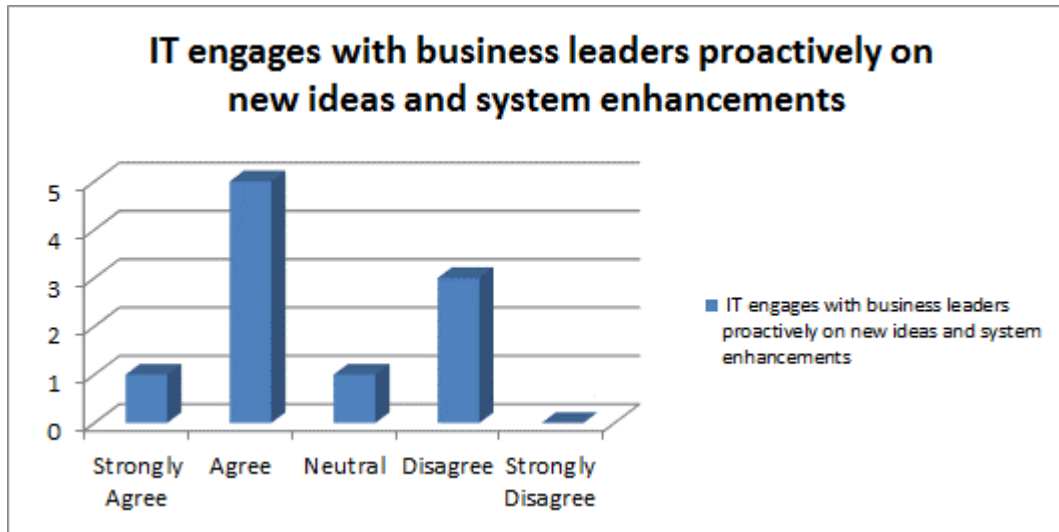 IT engages with business leaders proactively on
new ideas and system enhancements
5
4
3
2
1
0
Strongly
Agree
Agree
Neutral
Disagree
Strongly
Disagree
IT engages with business leaders
proactively on new ideas and system
enhancements